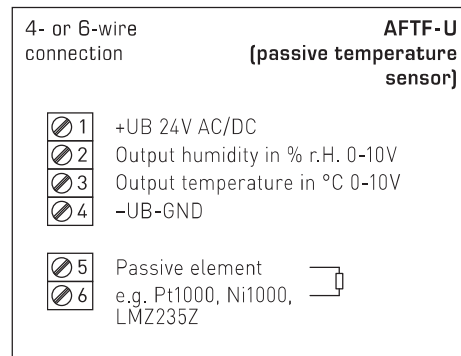 4- or 6-wire
connection
AFTF-U
(passive temperature
sensor)
1 +UB 24V AC/DC
2 Output humidity in % r.H. 0-10V
3 Output temperature in °C 0-10V
4 –UB-GND
5 Passive element
6 e.g. Pt1000, Ni1000,
LMZ235Z